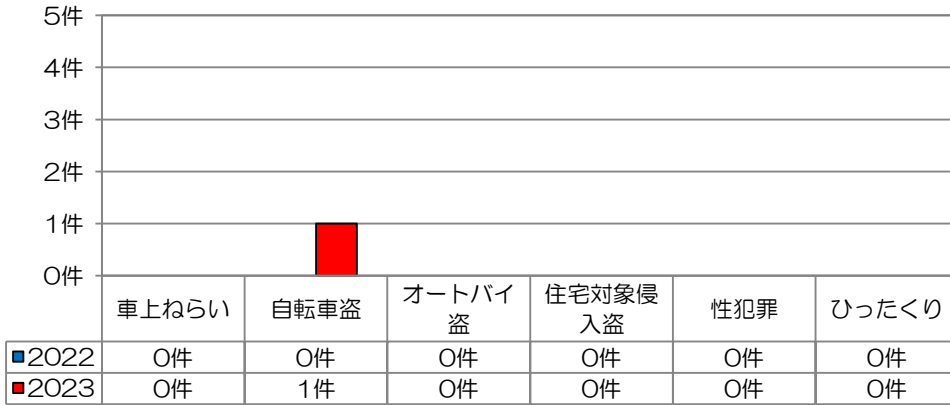 5件
4件
3件
2件
1件
0件
車上ねらい 自転車盗 オートバイ盗 住宅対象侵入盗 性犯罪 ひったくり
2022 0件 0件 0件 0件 0件 0件
2023 0件 1件 0件 0件 0件 0件